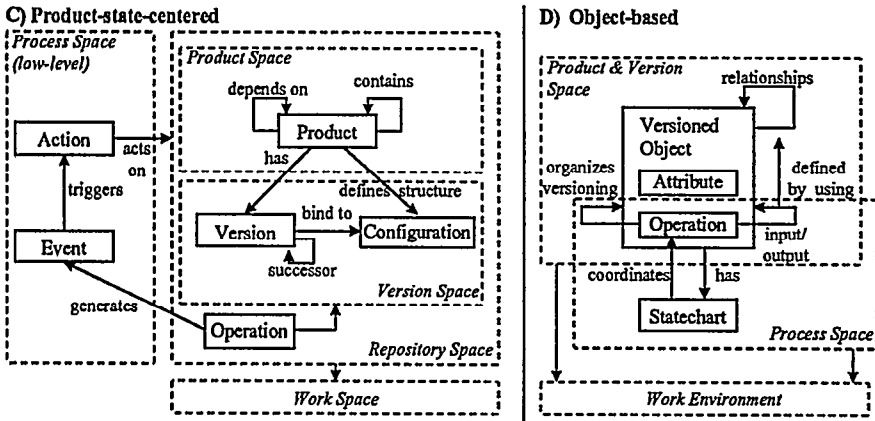 C) Product-state-centered
Process Space
(low-level)
Action
acts
on
triggers
Event
generates
Product Space
depends on
contains
Product
has
defines structure
Version
bind to
Configuration
successor
Version Space
Operation
Repository Space
Work Space
D) Object-based
Product & Version
Space
relationships
Versioned
Object
Attribute
organizes
versioning
defined
by using
Operation
input/
output
coordinates
has
Statechart
Process Space
Work Environment